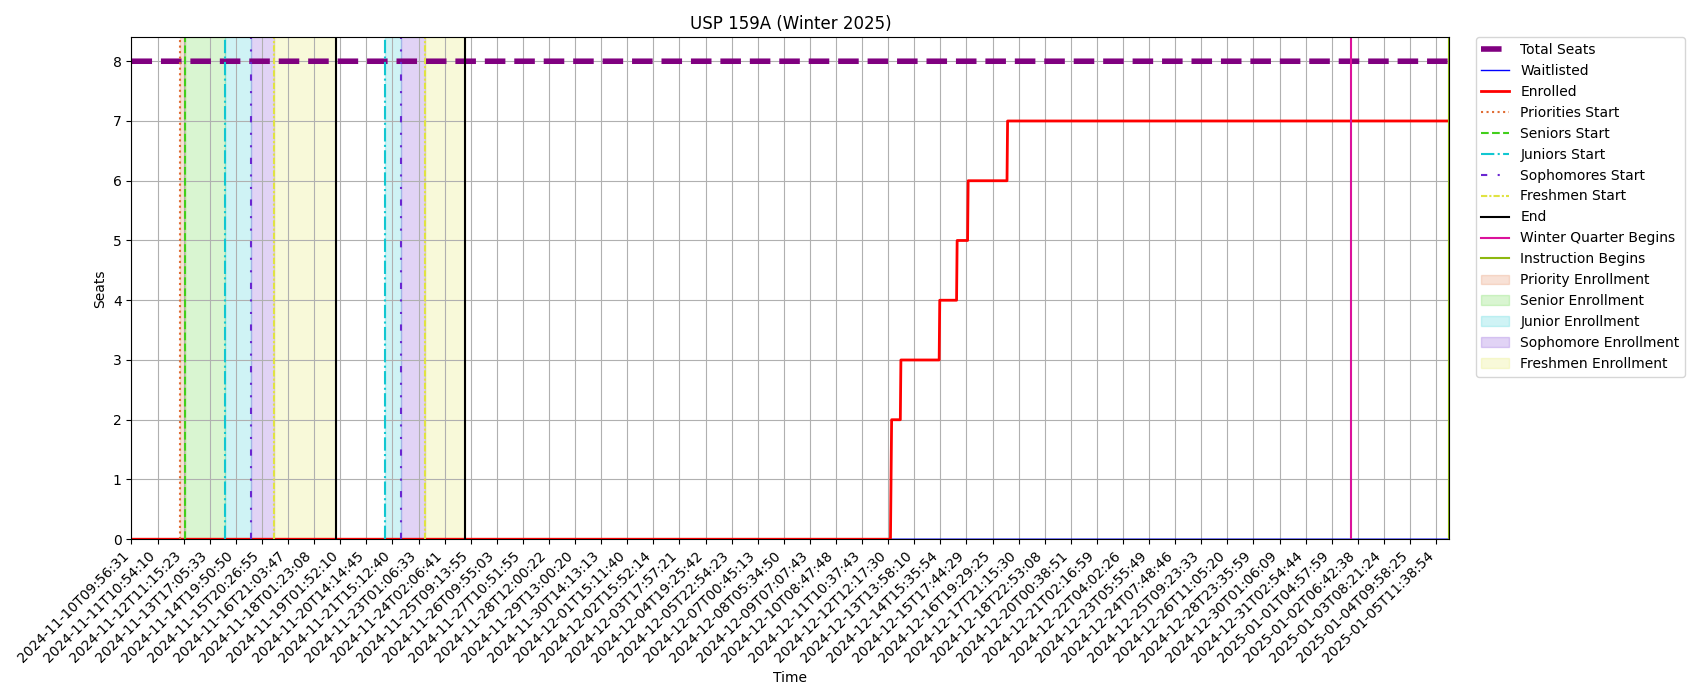 USP 159A (Winter 2025)
Seats
8
7
6
5
4
3
2
1
0
2024-11-10T09:56:31
2024-11-11T10:54:10
2024-11-12T11:15:23
2024-11-13T17:05:33
2024-11-14T19:50:50
2024-11-15T20:26:55
2024-11-16T21:03:47
2024-11-18T01:23:08
2024-11-19T01:52:10
2024-11-20T14:14:45
2024-11-21T15:12:40
2024-11-23T01:06:33
2024-11-24T02:06:41
2024-11-25T09:13:55
2024-11-26T09:55:03
2024-11-27T10:51:55
2024-11-28T12:00:22
2024-11-29T13:00:20
2024-11-30T14:13:13
2024-12-01T15:11:40
2024-12-02T15:52:14
2024-12-03T17:57:21
2024-12-04T19:25:42
2024-12-05T22:54:23
2024-12-07T00:45:13
2024-12-08T05:34:50
2024-12-09T07:07:43
2024-12-10T08:47:48
2024-12-11T10:37:43
2024-12-12T12:17:30
2024-12-13T13:58:10
2024-12-14T15:35:54
2024-12-15T17:44:29
2024-12-16T19:29:25
2024-12-17T21:15:30
2024-12-18T22:53:08
2024-12-20T00:38:51
2024-12-21T02:16:59
2024-12-22T04:02:26
2024-12-23T05:55:49
2024-12-24T07:48:46
2024-12-25T09:23:33
2024-12-26T11:05:20
2024-12-28T23:35:59
2024-12-30T01:06:09
2024-12-31T02:54:44
2025-01-01T04:57:59
2025-01-02T06:42:38
2025-01-03T08:21:24
2025-01-04T09:58:25
2025-01-05T11:38:54
Time
Total Seats
Waitlisted
Enrolled
Priorities Start
Seniors Start
Juniors Start
Sophomores Start
Freshmen Start
End
Winter Quarter Begins
Instruction Begins
Priority Enrollment
Senior Enrollment
Junior Enrollment
Sophomore Enrollment
Freshmen Enrollment